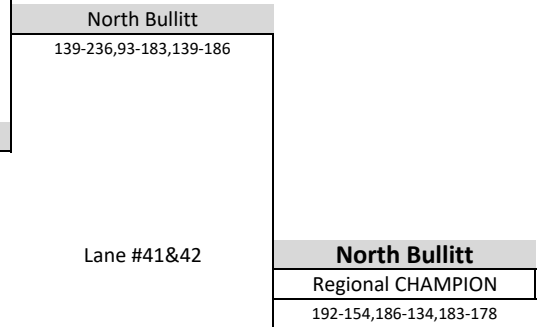 North Bullitt
139-236,93-183,139-186
Lane #41&42
North Bullitt
Regional CHAMPION
192-154,186-134,183-178